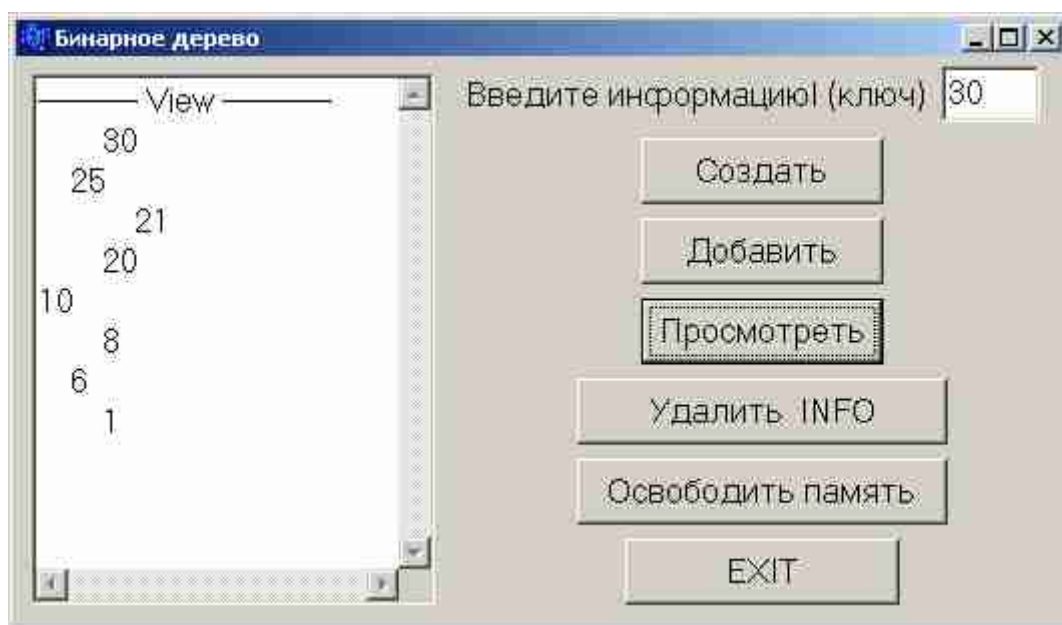 Бинарное дерево
View
30
25
21
20
10
8
6
1
Введите информацию! (ключ) 30
Создать
Добавить
Просмотреть
Удалить INFO
Освободить память
EXIT